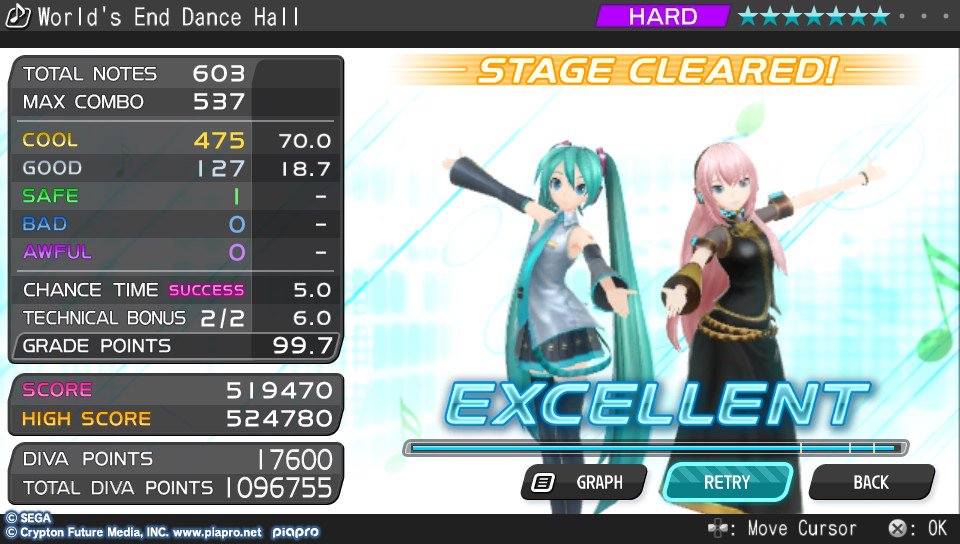 World's End Dance Hall
HARD
TOTAL NOTES 603
MAX COMBO 537
COOL 475 70.0
GOOD 127 18.7
SAFE 1 -
BAD 0 -
AWFUL 0 -
CHANCE TIME SUCCESS 5.0
TECHNICAL BONUS 2/2 6.0
GRADE POINTS 99.7
SCORE 519470
HIGH SCORE 524780
DIVA POINTS 17600
TOTAL DIVA POINTS 1096755
STAGE CLEARED!
EXCELLENT
GRAPH
RETRY
BACK
© SEGA
© Crypton Future Media, INC. www.piapro.net piapro
: Move Cursor : OK